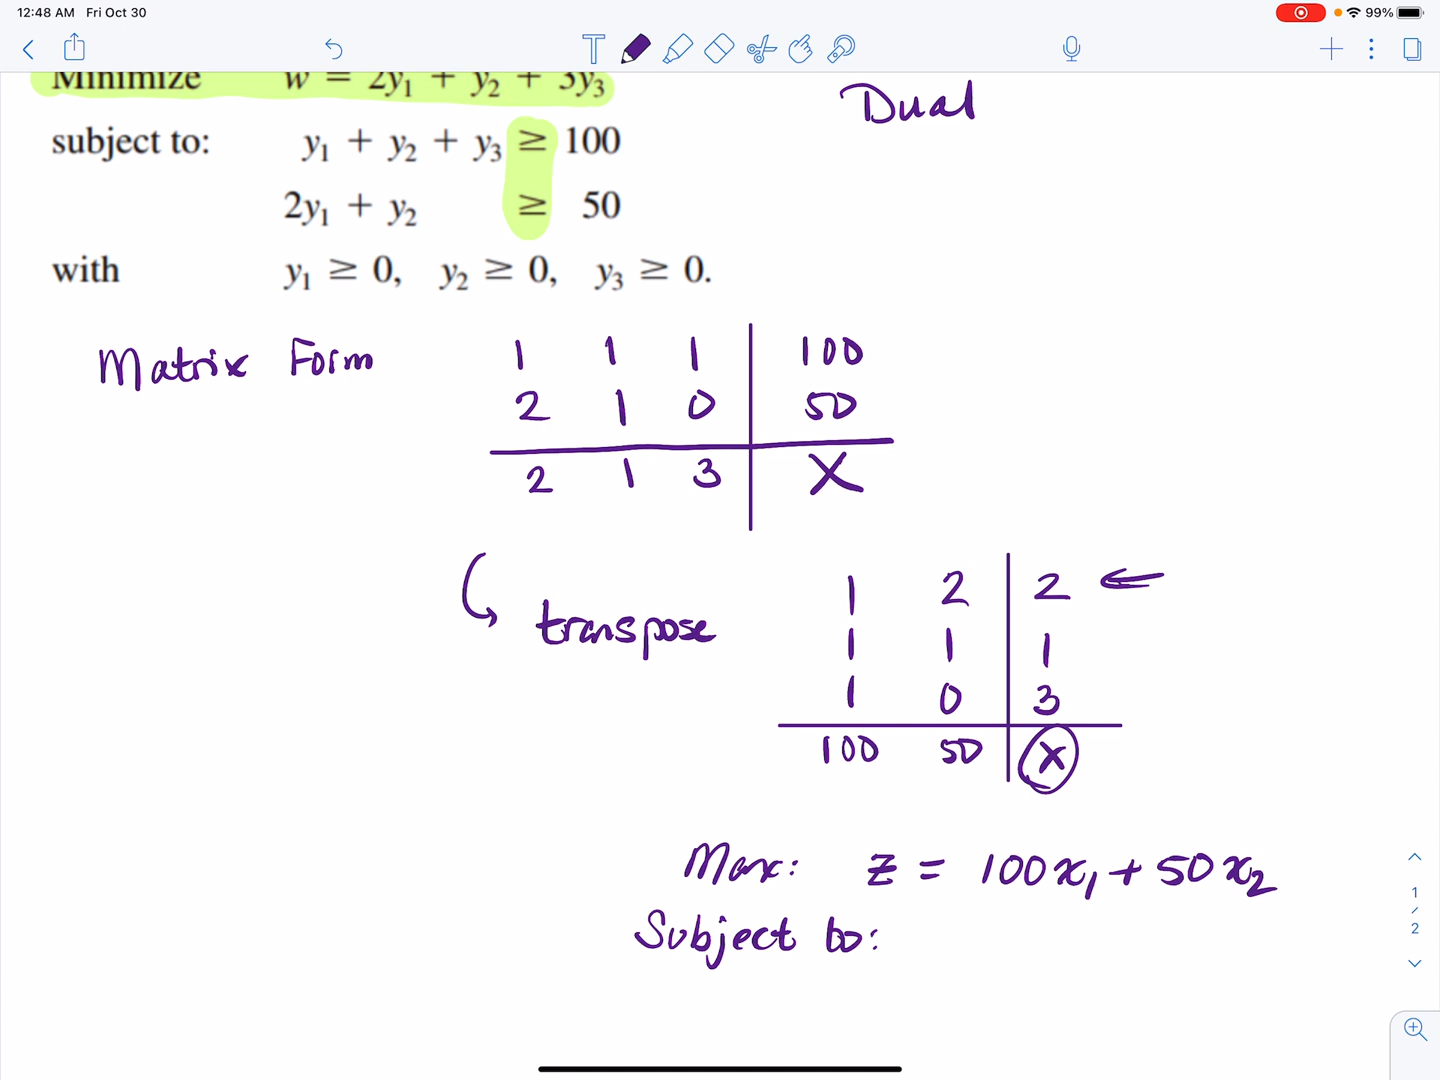 12:48 AM Fri Oct 30 99%
Minimize w = 2y₁ + y₂ + 3y₃
Dual
subject to: y₁ + y₂ + y₃ ≥ 100
2y₁ + y₂ ≥ 50
with y₁ ≥ 0, y₂ ≥ 0, y₃ ≥ 0.
Matrix Form
1 1 1 | 100
2 1 0 | 50
2 1 3 | X
transpose
1 2 | 2 ←
1 1 | 1
1 0 | 3
100 50 | X
Max: z = 100x₁ + 50x₂
Subject to:
1
/
2